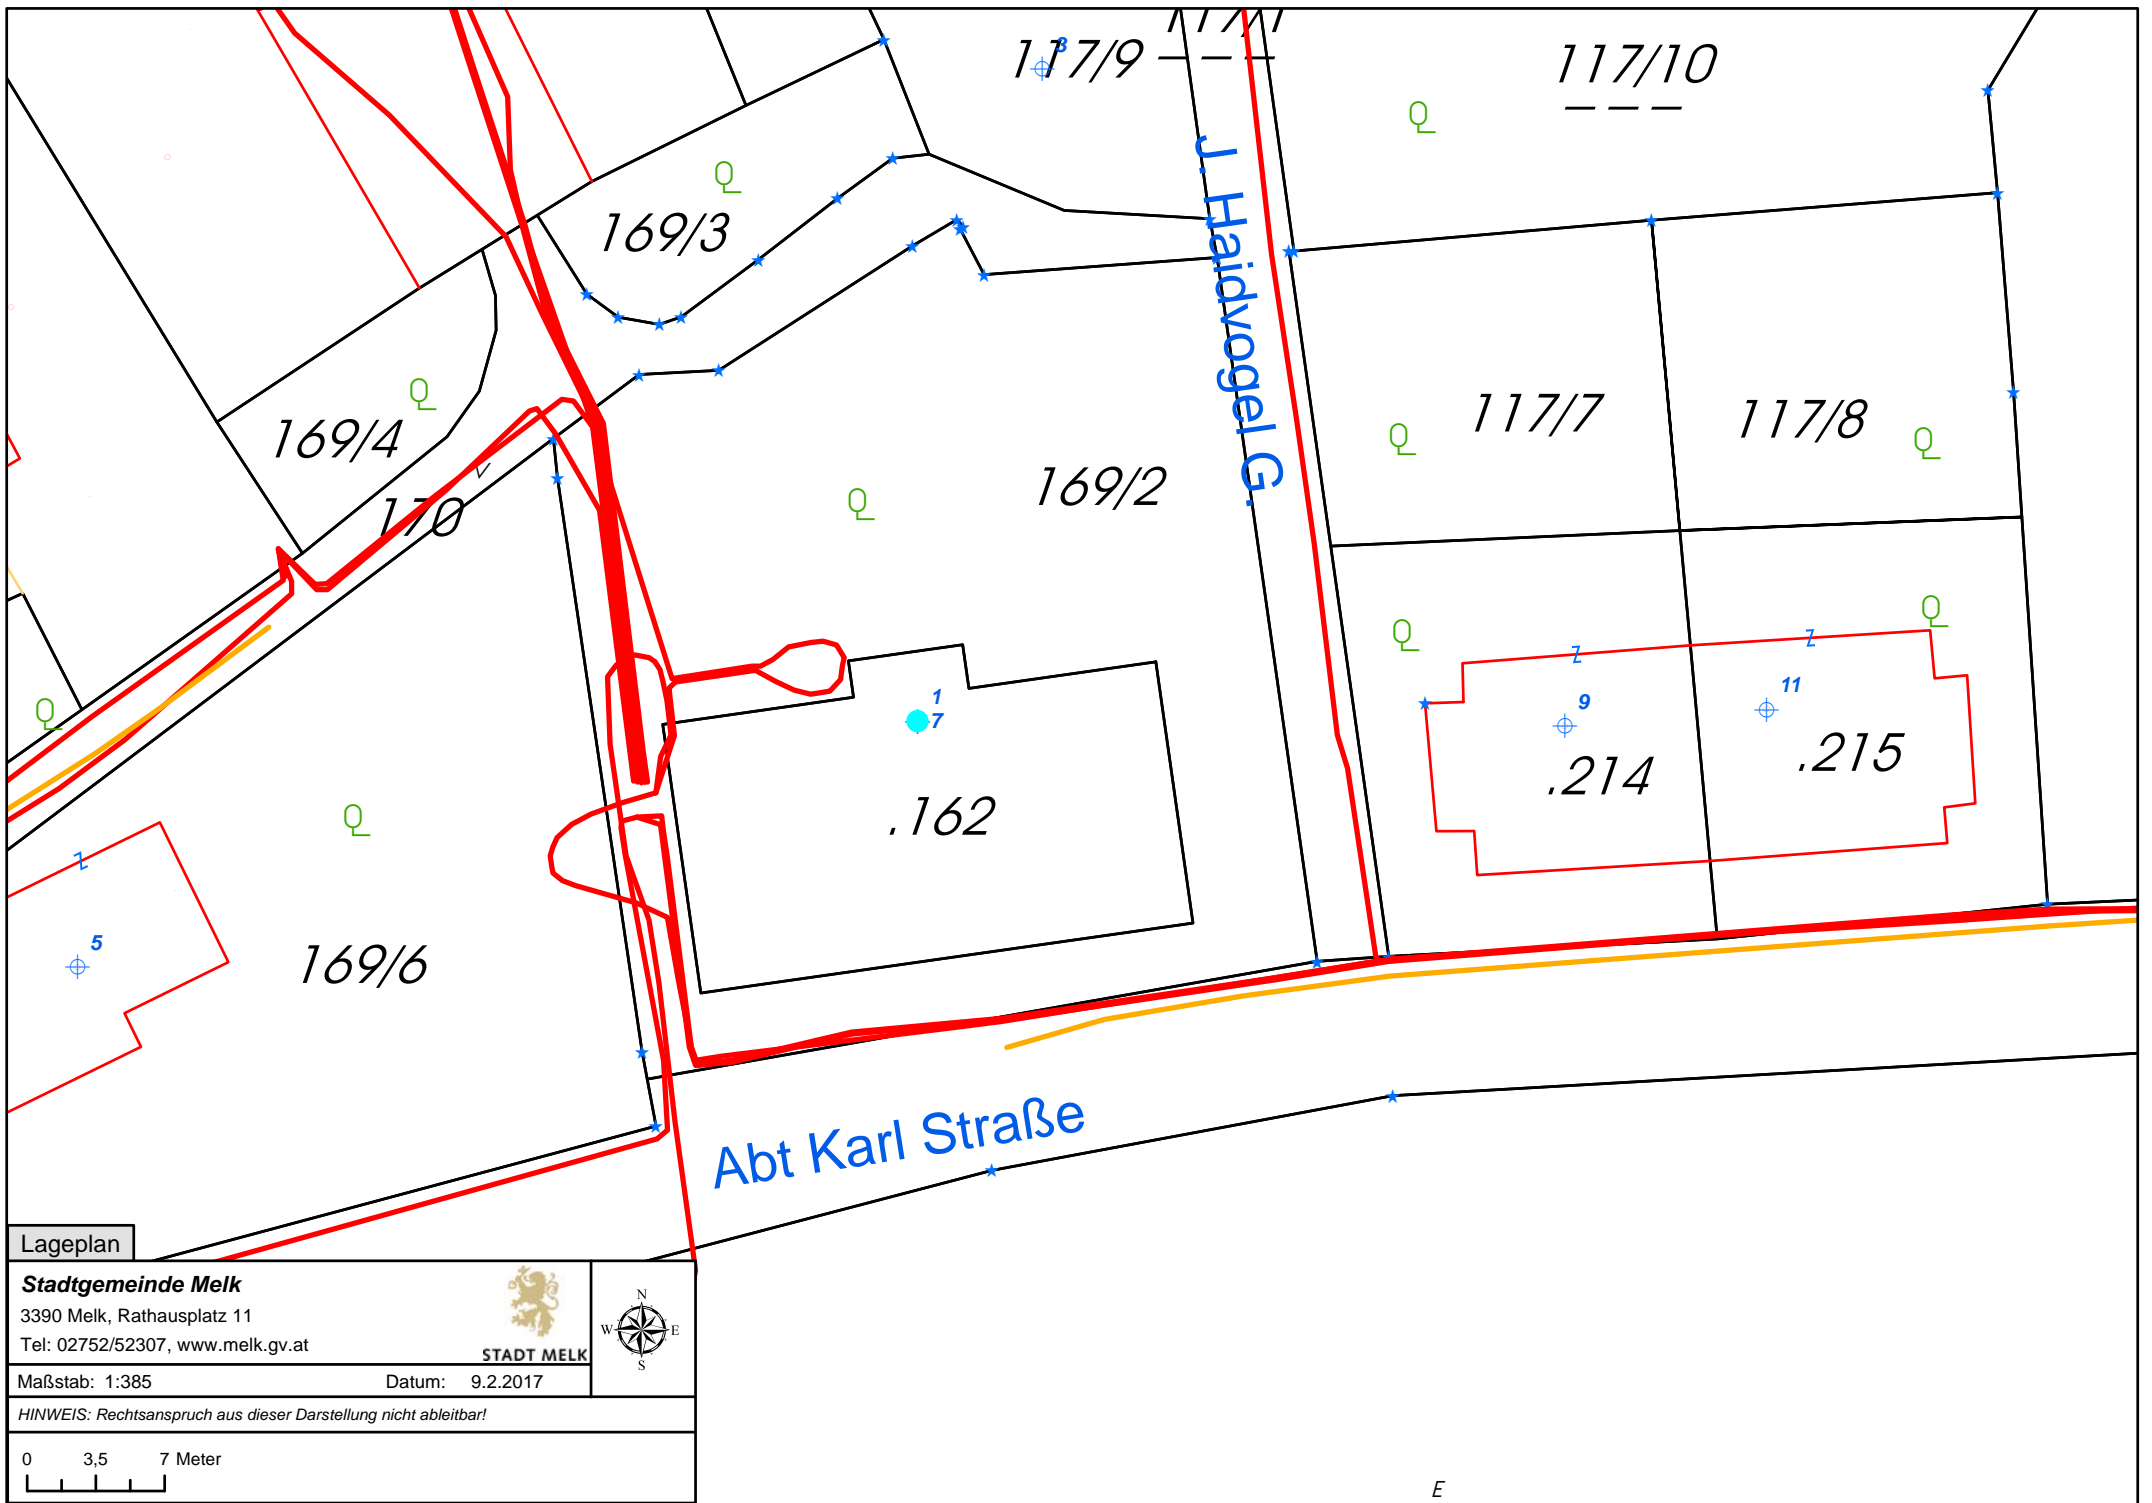 117/1
117/9
3
117/10
J. Haidvogel G.
169/3
169/4
170
169/2
117/7
117/8
1
7
9
11
.162
.214
.215
5
169/6
Abt Karl Straße
Lageplan
Stadtgemeinde Melk
3390 Melk, Rathausplatz 11
Tel: 02752/52307, www.melk.gv.at
STADT MELK
N
W E
S
Maßstab: 1:385 Datum: 9.2.2017
HINWEIS: Rechtsanspruch aus dieser Darstellung nicht ableitbar!
0 3,5 7 Meter
E